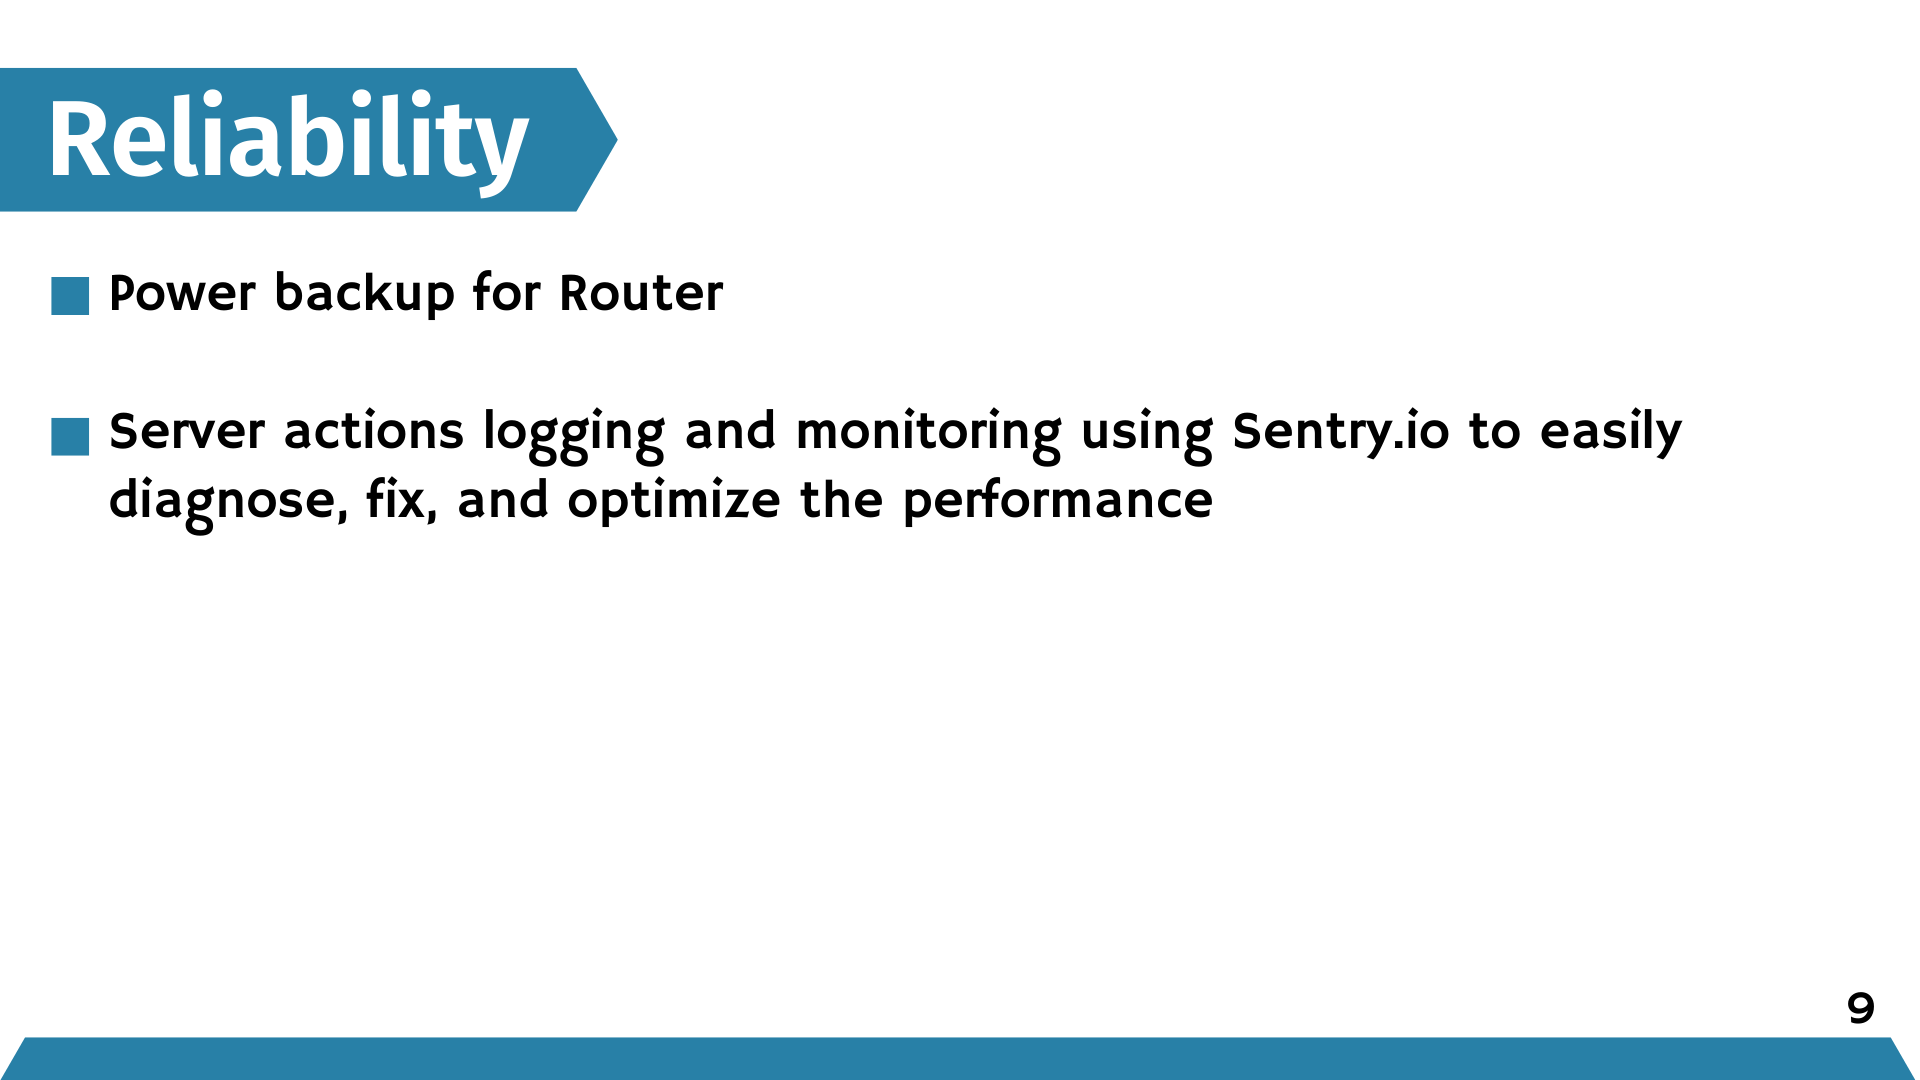 Reliability
Power backup for Router
Server actions logging and monitoring using Sentry.io to easily
diagnose, fix, and optimize the performance
9